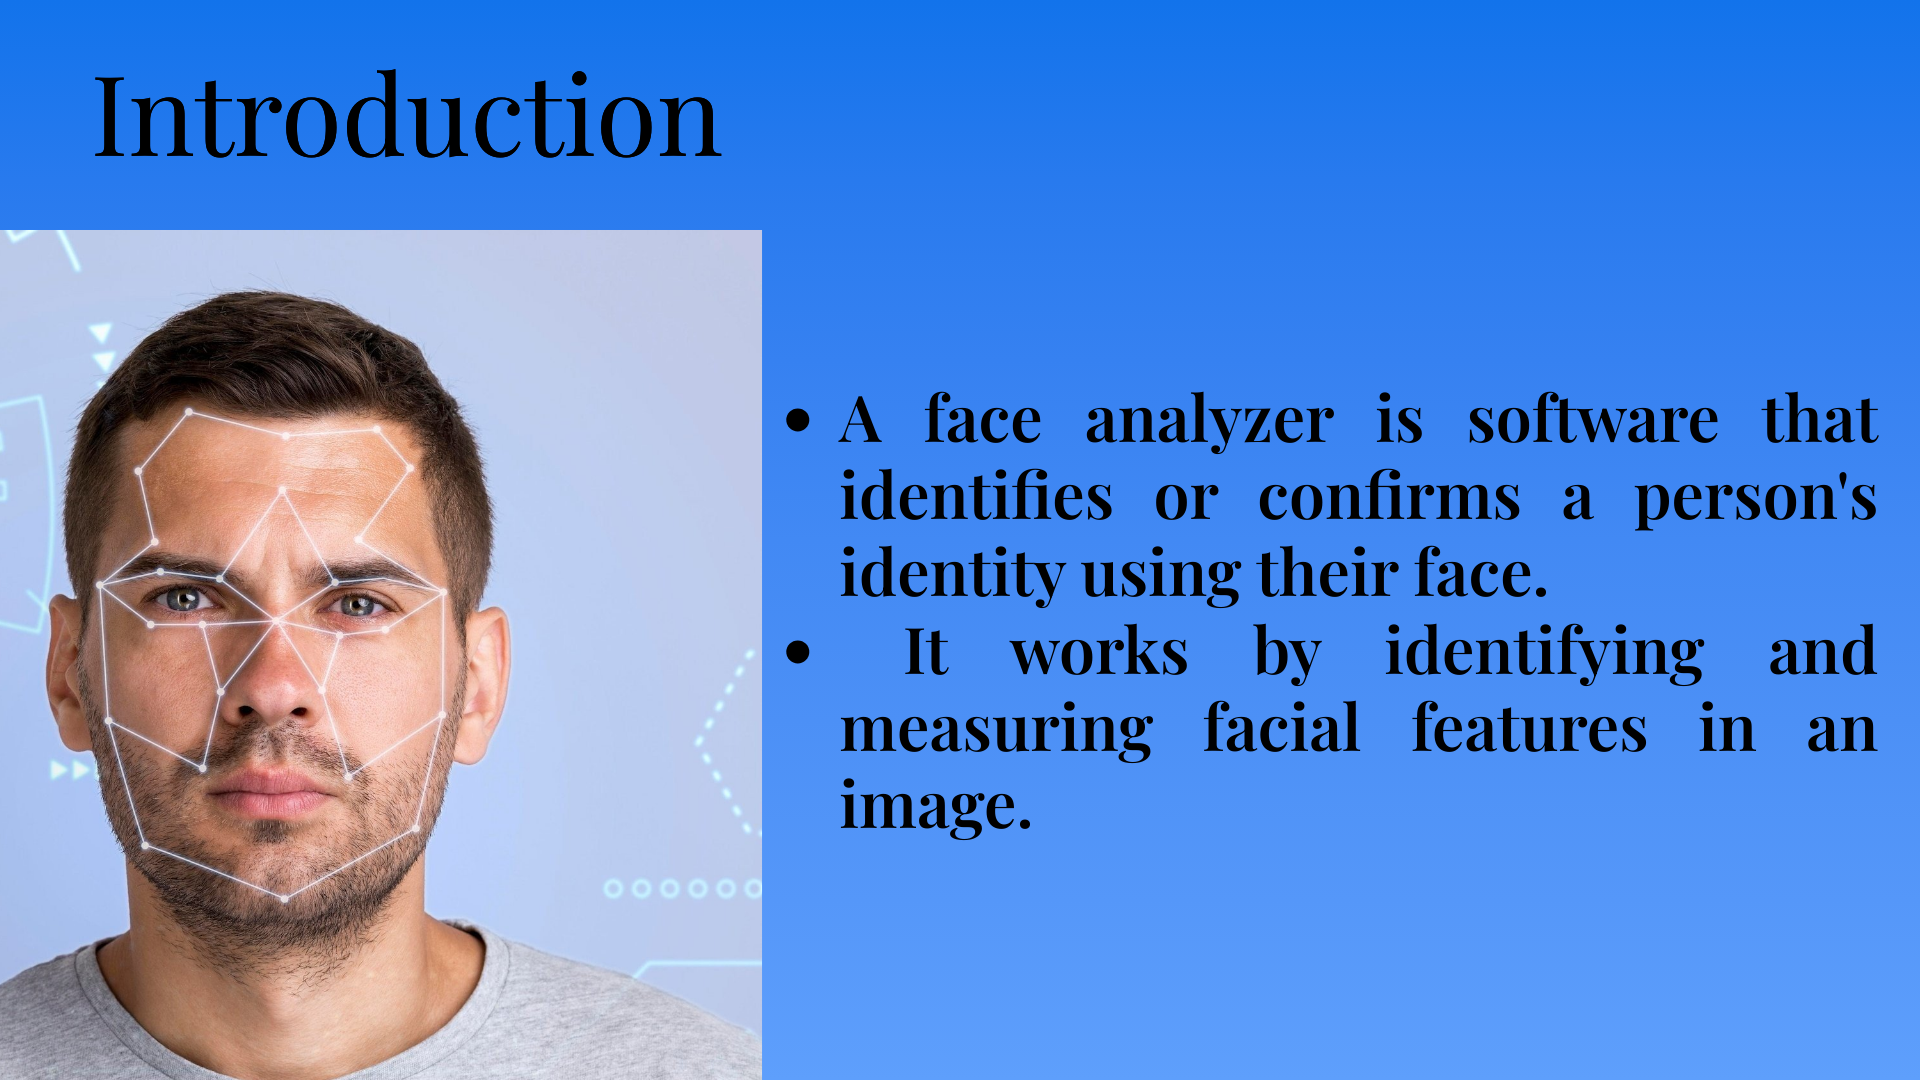 Introduction
• A face analyzer is software that
identifies or confirms a person's
identity using their face.
• It works by identifying and
measuring facial features in an
image.